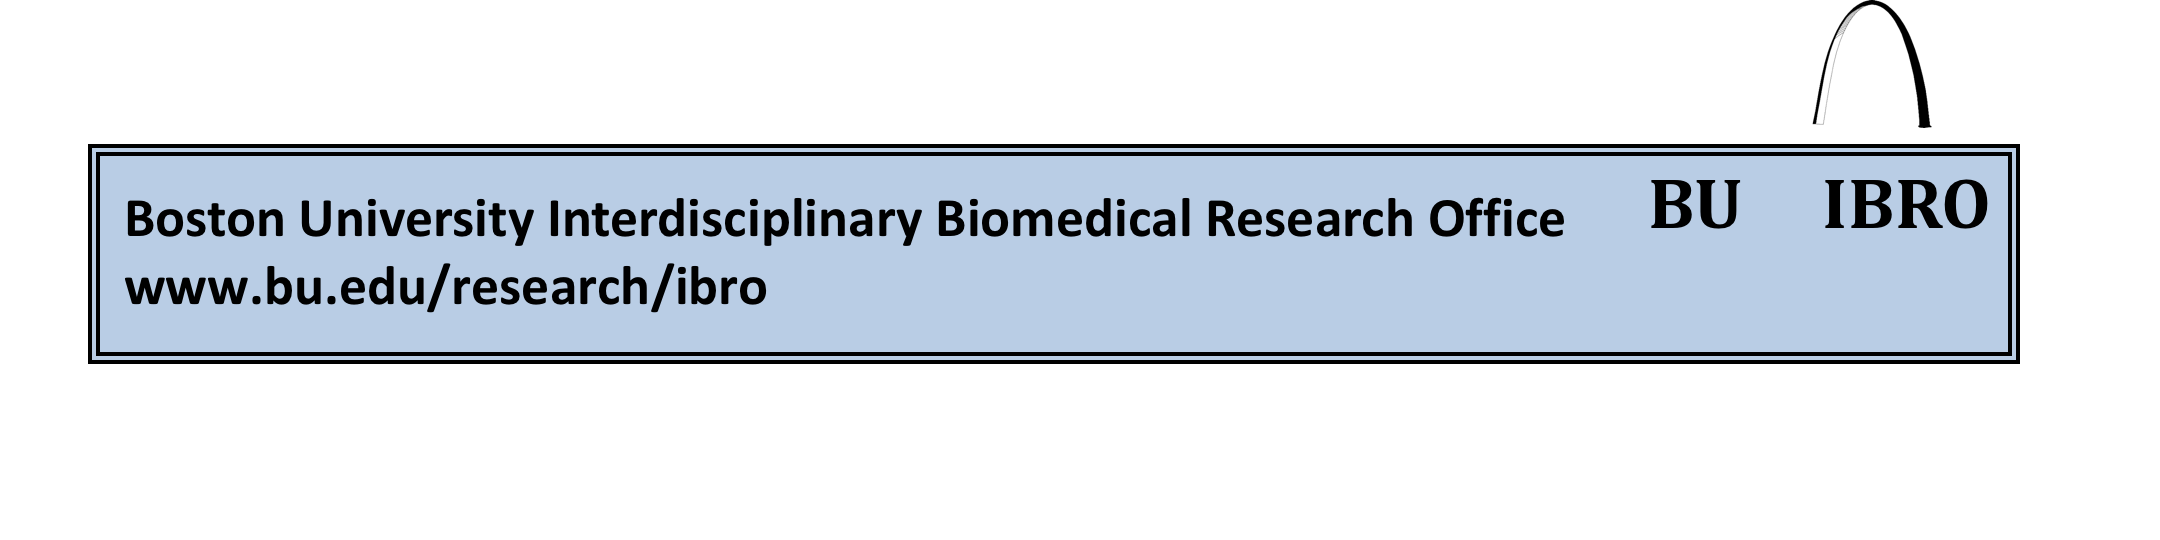 Boston University Interdisciplinary Biomedical Research Office
www.bu.edu/research/ibro
BU IBRO